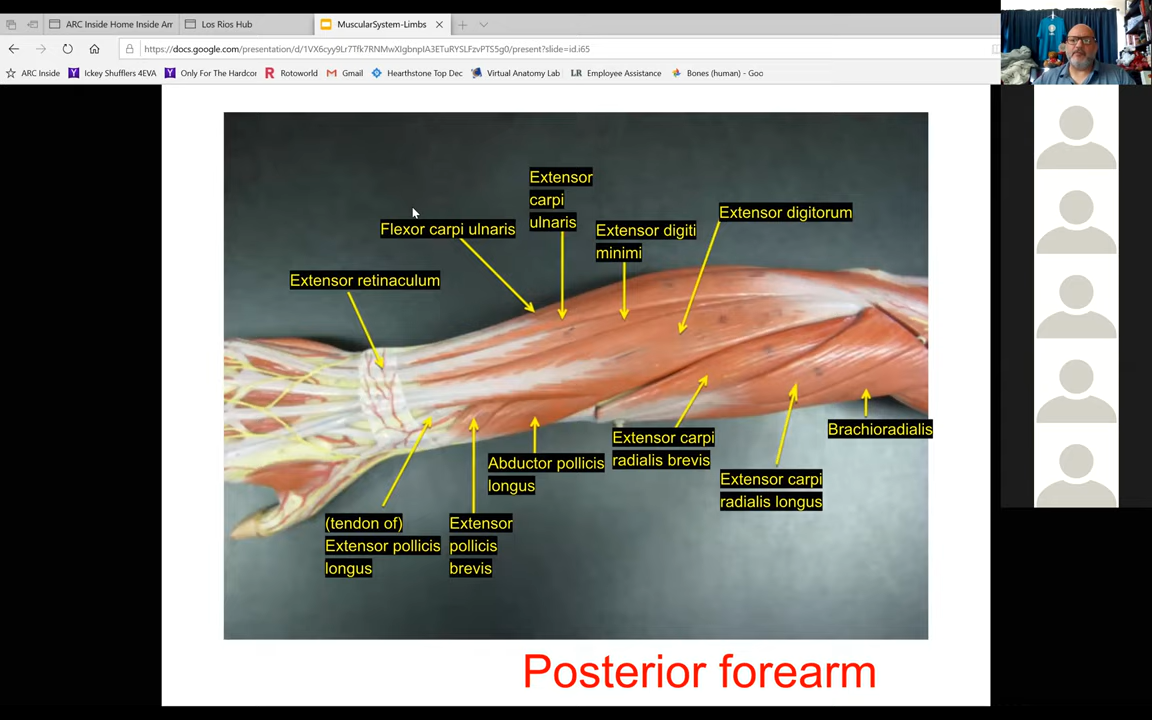 ARC Inside Home Inside Am
Los Rios Hub
MuscularSystem-Limbs
https://docs.google.com/presentation/d/1VX6cyy9Lr7Tfk7RNMwXIgbnpIA3ETuRYSLFzvPTS5g0/present?slide=id.i65
ARC Inside
Ickey Shufflers 4EVA
Only For The Hardcor
Rotoworld
Gmail
Hearthstone Top Dec
Virtual Anatomy Lab
LR Employee Assistance
Bones (human) - Goo
Extensor
carpi
ulnaris
Extensor digitorum
Flexor carpi ulnaris
Extensor digiti
minimi
Extensor retinaculum
Brachioradialis
Extensor carpi
radialis brevis
Abductor pollicis
longus
Extensor carpi
radialis longus
(tendon of)
Extensor pollicis
longus
Extensor
pollicis
brevis
Posterior forearm